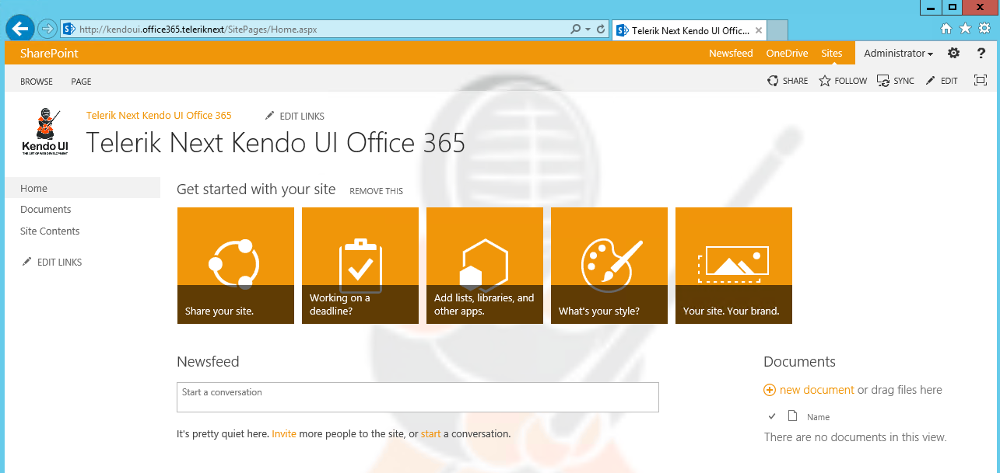 http://kendoui.office365.teleriknext/SitePages/Home.aspx
Telerik Next Kendo UI Offic...
SharePoint
Newsfeed OneDrive Sites Administrator ?
BROWSE PAGE
SHARE FOLLOW SYNC EDIT
Telerik Next Kendo UI Office 365 EDIT LINKS
Telerik Next Kendo UI Office 365
Kendo UI
THE ART OF WEB DEVELOPMENT
Home
Documents
Site Contents
EDIT LINKS
Get started with your site REMOVE THIS
Share your site.
Working on a
deadline?
Add lists, libraries, and
other apps.
What's your style?
Your site. Your brand.
Newsfeed
Start a conversation
It's pretty quiet here. Invite more people to the site, or start a conversation.
Documents
new document or drag files here
Name
There are no documents in this view.